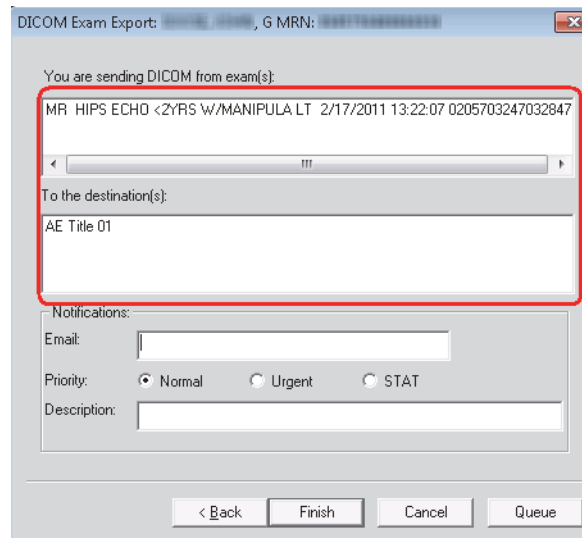 DICOM Exam Export: , G MRN:
You are sending DICOM from exam(s):
MR HIPS ECHO <2YRS W/MANIPULA LT 2/17/2011 13:22:07 0205703247032847
To the destination(s):
AE Title 01
Notifications:
Email:
Priority: Normal Urgent STAT
Description:
< Back Finish Cancel Queue